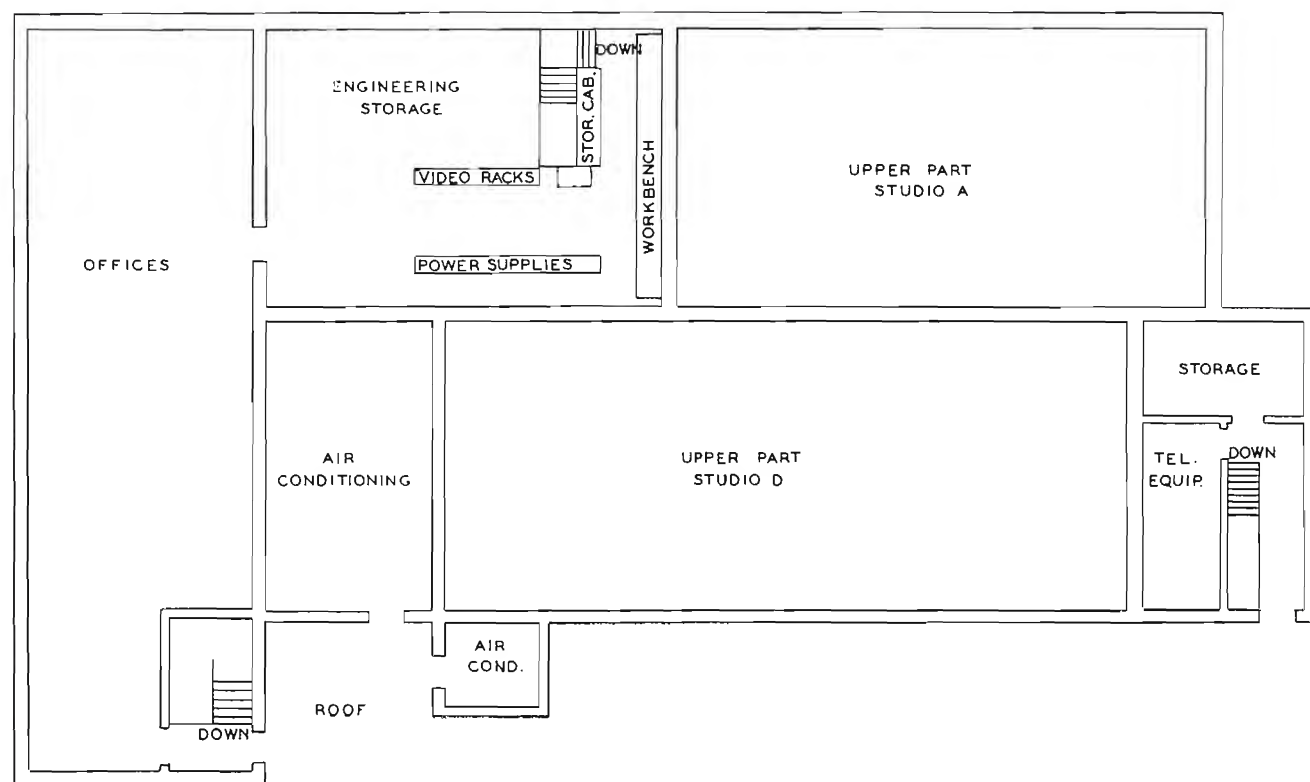 DOWN
ENGINEERING
STORAGE
STOR. CAB.
WORKBENCH
VIDEO RACKS
UPPER PART
STUDIO A
OFFICES
POWER SUPPLIES
STORAGE
AIR
CONDITIONING
UPPER PART
STUDIO D
TEL.
EQUIP.
DOWN
AIR
COND.
ROOF
DOWN